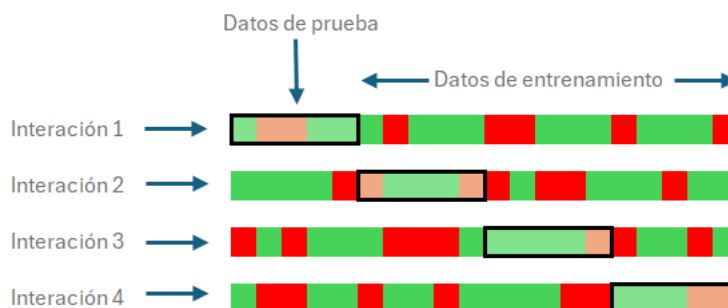 Datos de prueba
Datos de entrenamiento
Interación 1
Interación 2
Interación 3
Interación 4